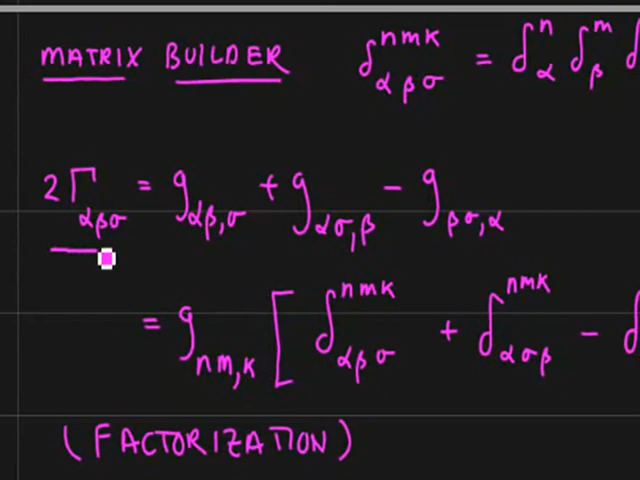 MATRIX BUILDER δ^{nmk}_{αβσ} = δ^n_α δ^m_β δ
2Γ_{αβσ} = g_{αβ,σ} + g_{ασ,β} - g_{βσ,α}
= g_{nm,k} [ δ^{nmk}_{αβσ} + δ^{nmk}_{ασβ} - δ
(FACTORIZATION)